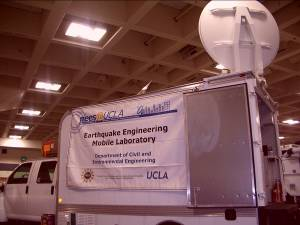 nees@UCLA
Earthquake Engineering
Mobile Laboratory
Department of Civil and
Environmental Engineering
UCLA